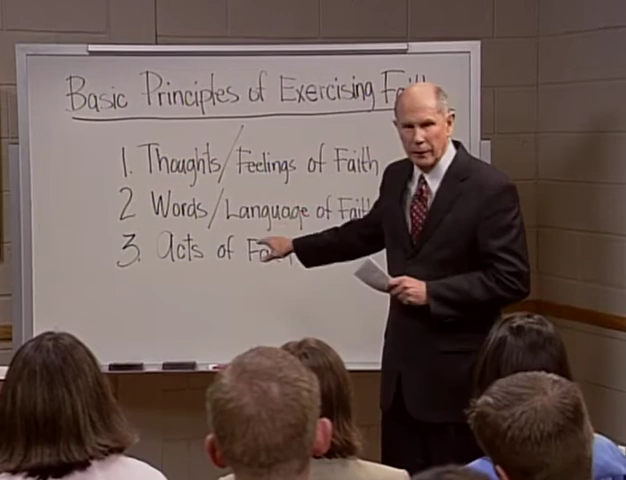 Basic Principles of Exercising
1. Thoughts/Feelings of Faith
2 Words/Language of
3. Acts of